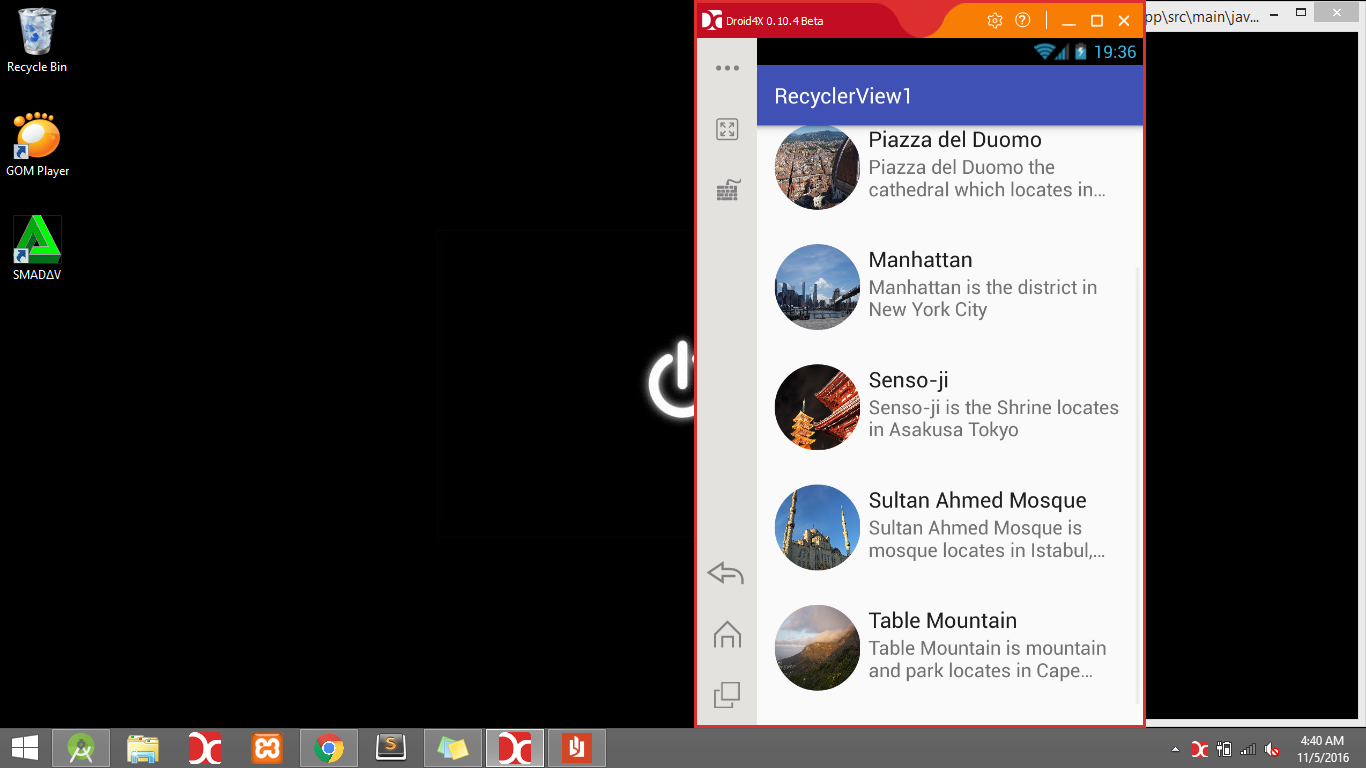 Recycle Bin
GOM Player
SMADΔV
Droid4X 0.10.4 Beta
pp\src\main\jav...
19:36
RecyclerView1
Piazza del Duomo
Piazza del Duomo the
cathedral which locates in...
Manhattan
Manhattan is the district in
New York City
Senso-ji
Senso-ji is the Shrine locates
in Asakusa Tokyo
Sultan Ahmed Mosque
Sultan Ahmed Mosque is
mosque locates in Istabul,...
Table Mountain
Table Mountain is mountain
and park locates in Cape...
4:40 AM
11/5/2016